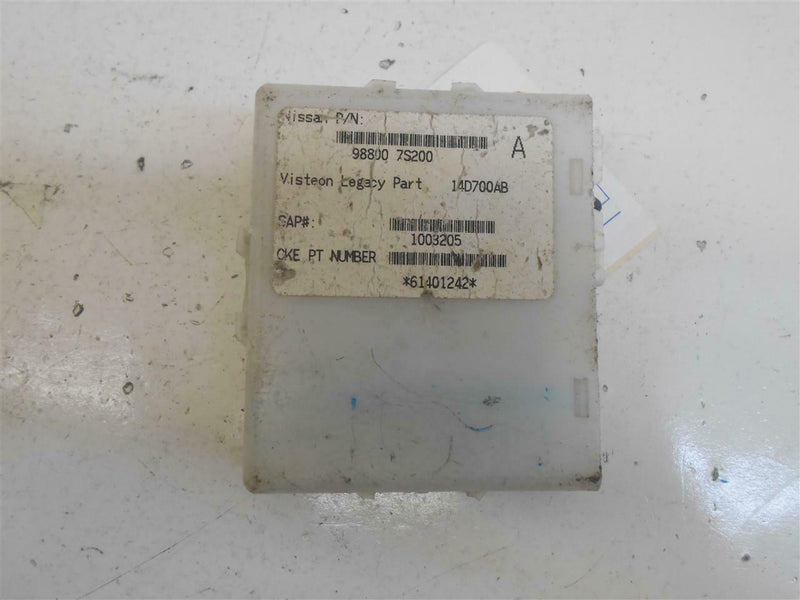 Nissan P/N:
98800 7S200 A
Visteon Legacy Part 14D700AB
SAP#:
1003205
CKE PT NUMBER
*61401242*